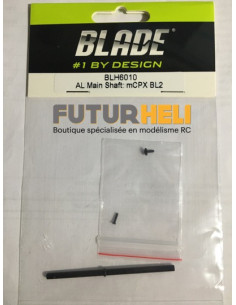 BLADE
#1 BY DESIGN
BLH6010
AL Main Shaft: mCPX BL2
FUTURHELI
Boutique spécialisée en modélisme RC